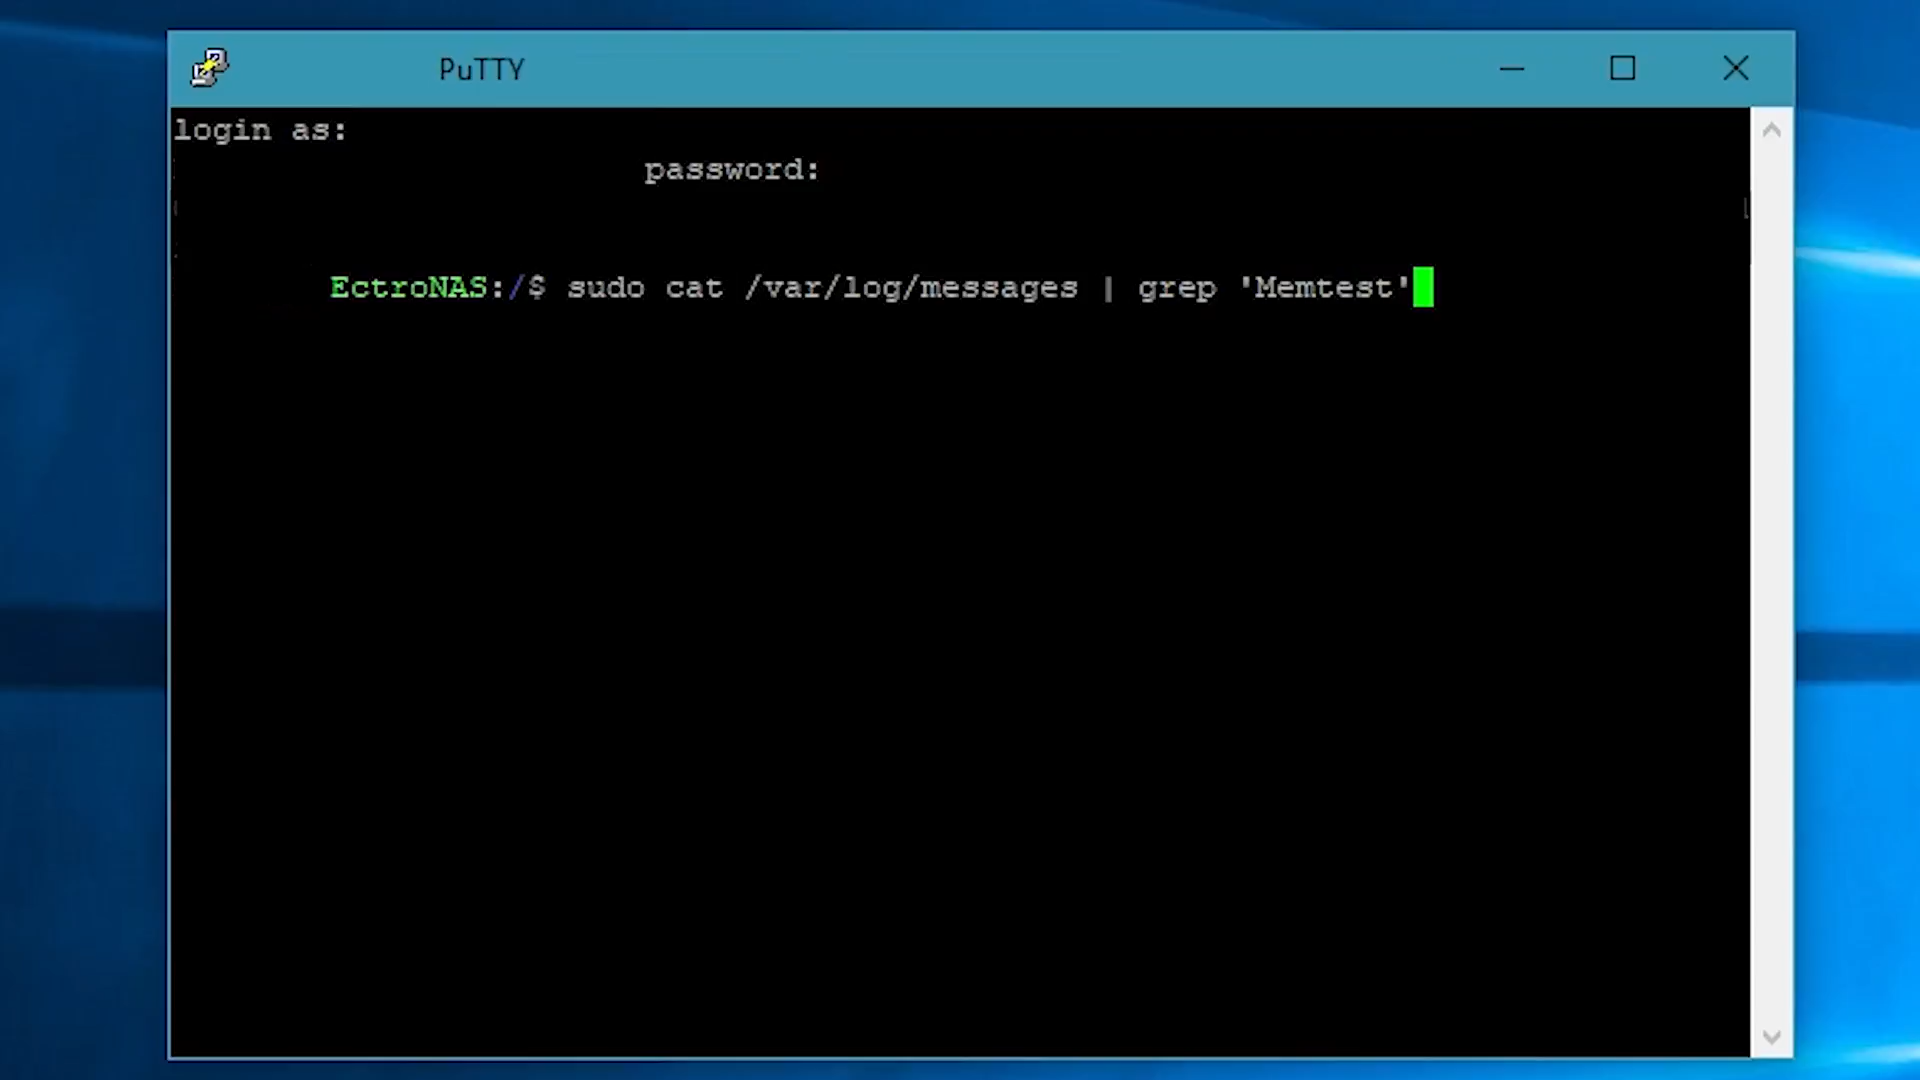 PuTTY
login as:
password:
EctroNAS:/$ sudo cat /var/log/messages | grep 'Memtest'